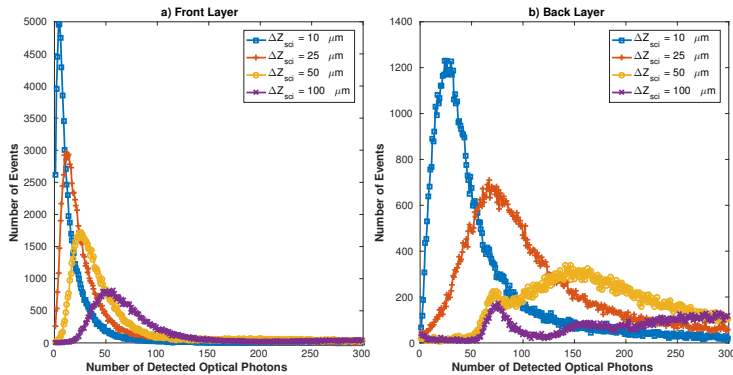 a) Front Layer
Number of Events
5000
4500
4000
3500
3000
2500
2000
1500
1000
500
0
0 50 100 150 200 250 300
Number of Detected Optical Photons
ΔZsci = 10 μm
ΔZsci = 25 μm
ΔZsci = 50 μm
ΔZsci = 100 μm
b) Back Layer
Number of Events
1400
1200
1000
800
600
400
200
0
0 50 100 150 200 250 300
Number of Detected Optical Photons
ΔZsci = 10 μm
ΔZsci = 25 μm
ΔZsci = 50 μm
ΔZsci = 100 μm